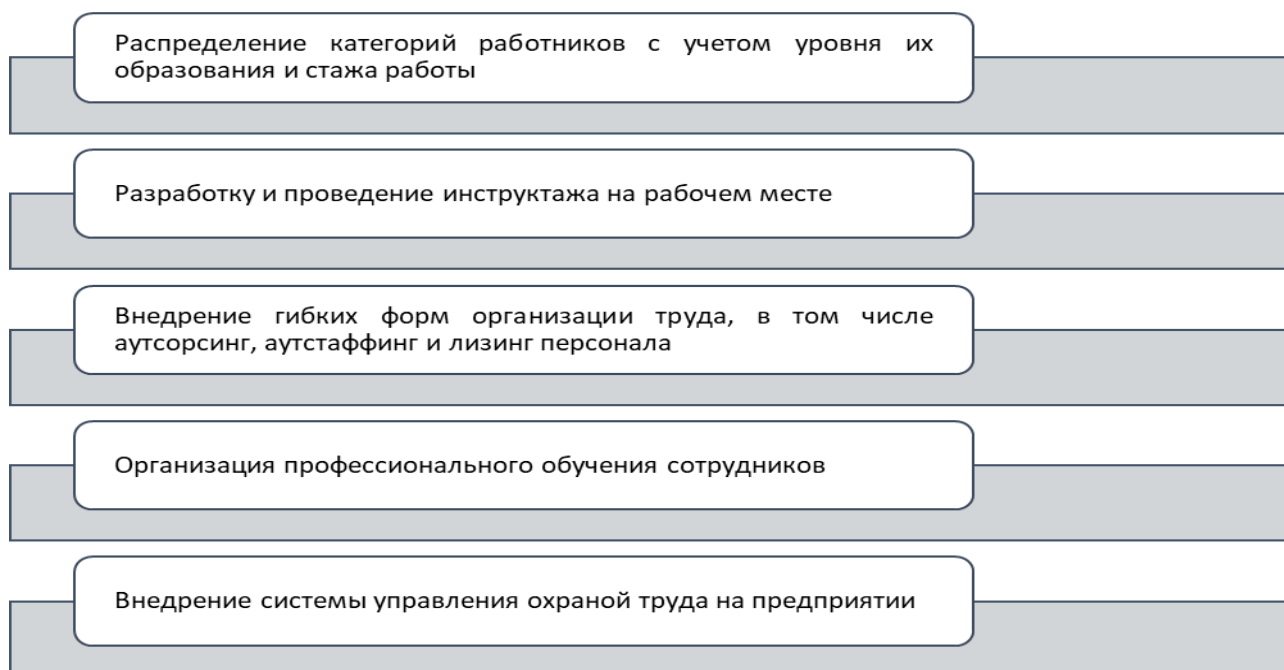 Распределение категорий работников с учетом уровня их
образования и стажа работы
Разработку и проведение инструктажа на рабочем месте
Внедрение гибких форм организации труда, в том числе
аутсорсинг, аутстаффинг и лизинг персонала
Организация профессионального обучения сотрудников
Внедрение системы управления охраной труда на предприятии